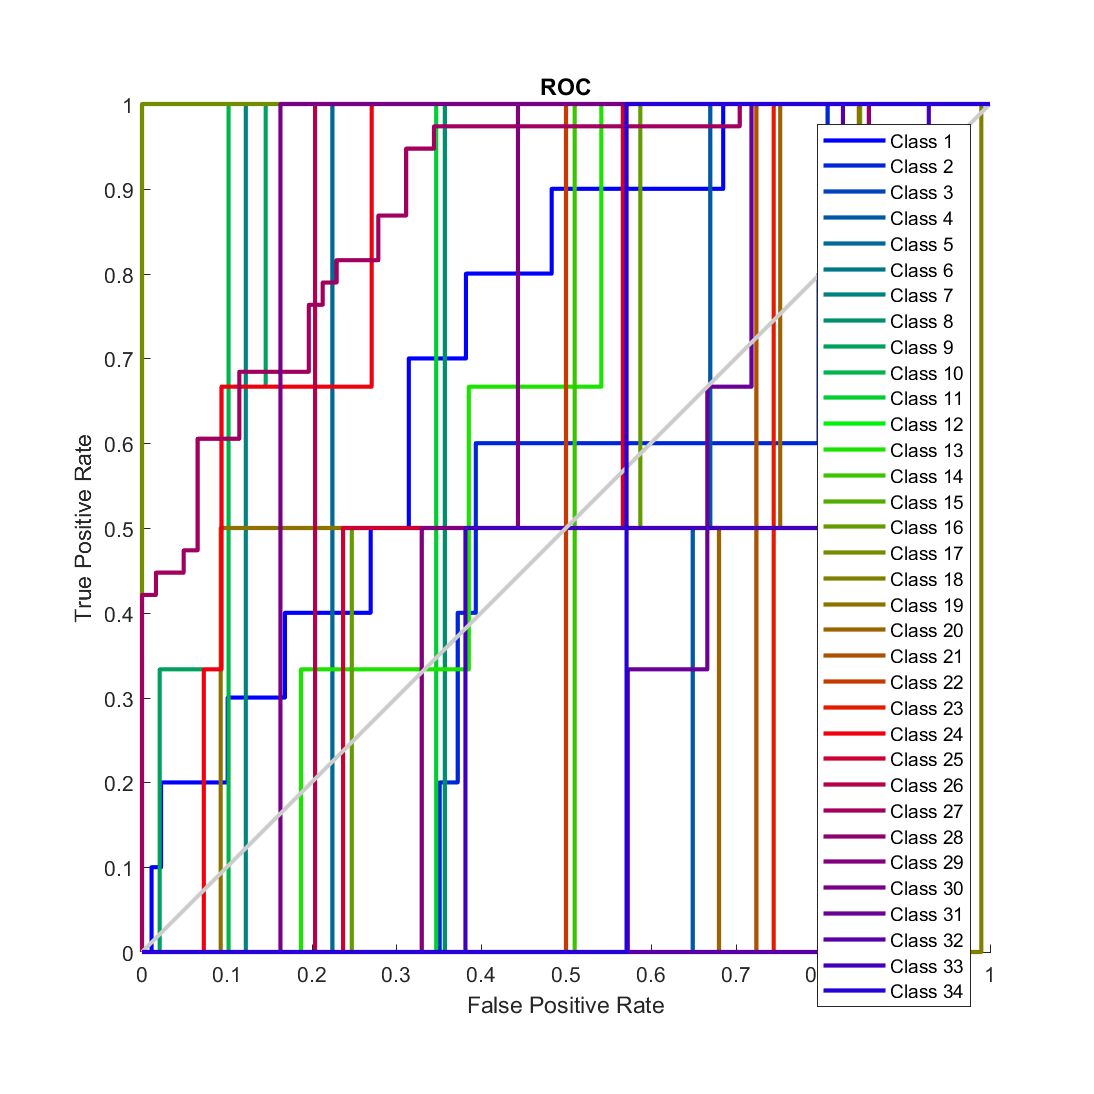 ROC
True Positive Rate
1
0.9
0.8
0.7
0.6
0.5
0.4
0.3
0.2
0.1
0
0 0.1 0.2 0.3 0.4 0.5 0.6 0.7 1
False Positive Rate
Class 1
Class 2
Class 3
Class 4
Class 5
Class 6
Class 7
Class 8
Class 9
Class 10
Class 11
Class 12
Class 13
Class 14
Class 15
Class 16
Class 17
Class 18
Class 19
Class 20
Class 21
Class 22
Class 23
Class 24
Class 25
Class 26
Class 27
Class 28
Class 29
Class 30
Class 31
Class 32
Class 33
Class 34